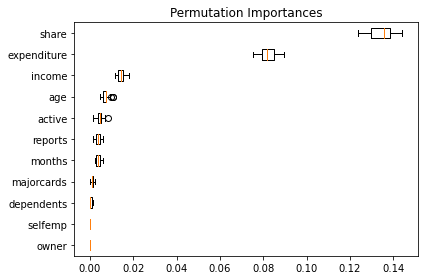 Permutation Importances
share
expenditure
income
age
active
reports
months
majorcards
dependents
selfemp
owner
0.00 0.02 0.04 0.06 0.08 0.10 0.12 0.14